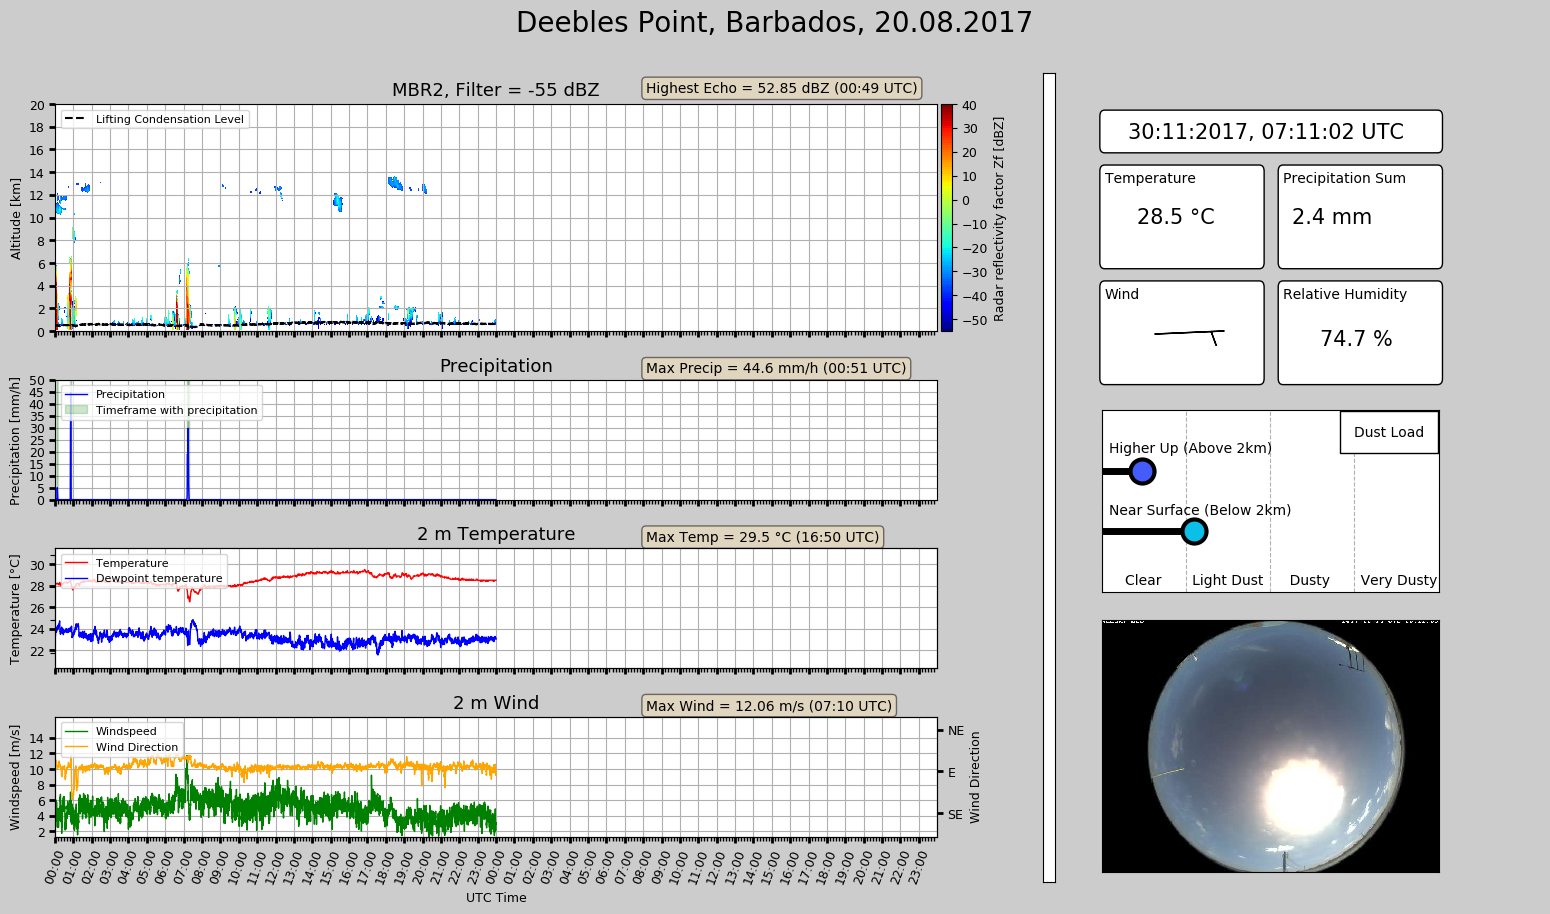 Deebles Point, Barbados, 20.08.2017
MBR2, Filter = -55 dBZ
Highest Echo = 52.85 dBZ (00:49 UTC)
Lifting Condensation Level
Altitude [km]
20
18
16
14
12
10
8
6
4
2
0
40
30
20
10
0
−10
−20
−30
−40
−50
Radar reflectivity factor Zf [dBZ]
Precipitation
Max Precip = 44.6 mm/h (00:51 UTC)
Precipitation
Timeframe with precipitation
Precipitation [mm/h]
50
45
40
35
30
25
20
15
10
5
0
2 m Temperature
Max Temp = 29.5 °C (16:50 UTC)
Temperature
Dewpoint temperature
Temperature [°C]
30
28
26
24
22
2 m Wind
Max Wind = 12.06 m/s (07:10 UTC)
Windspeed
Wind Direction
Windspeed [m/s]
14
12
10
8
6
4
2
NE
E
SE
Wind Direction
00:00 01:00 02:00 03:00 04:00 05:00 06:00 07:00 08:00 09:00 10:00 11:00 12:00 13:00 14:00 15:00 16:00 17:00 18:00 19:00 20:00 21:00 22:00 23:00 00:00 01:00 02:00 03:00 04:00 05:00 06:00 07:00 08:00 09:00 10:00 11:00 12:00 13:00 14:00 15:00 16:00 17:00 18:00 19:00 20:00 21:00 22:00 23:00
UTC Time
30:11:2017, 07:11:02 UTC
Temperature
28.5 °C
Precipitation Sum
2.4 mm
Wind
Relative Humidity
74.7 %
Dust Load
Higher Up (Above 2km)
Near Surface (Below 2km)
Clear Light Dust Dusty Very Dusty